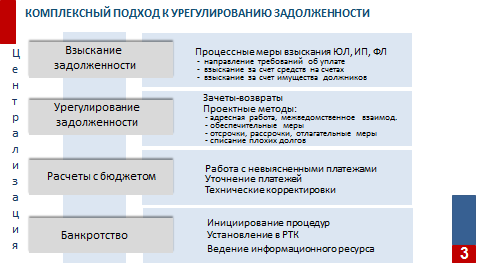 КОМПЛЕКСНЫЙ ПОДХОД К УРЕГУЛИРОВАНИЮ ЗАДОЛЖЕННОСТИ
Централизация
Взыскание
задолженности
Процессные меры взыскания ЮЛ, ИП, ФЛ
- направление требований об уплате
- взыскание за счет средств на счетах
- взыскание за счет имущества должников
Урегулирование
задолженности
Зачеты-возвраты
Проектные методы:
- адресная работа, межведомственное взаимод.
- обеспечительные меры
- отсрочки, рассрочки, отлагательные меры
- списание плохих долгов
Расчеты с бюджетом
Работа с невыясненными платежами
Уточнение платежей
Технические корректировки
Банкротство
Инициирование процедур
Установление в РТК
Ведение информационного ресурса
3